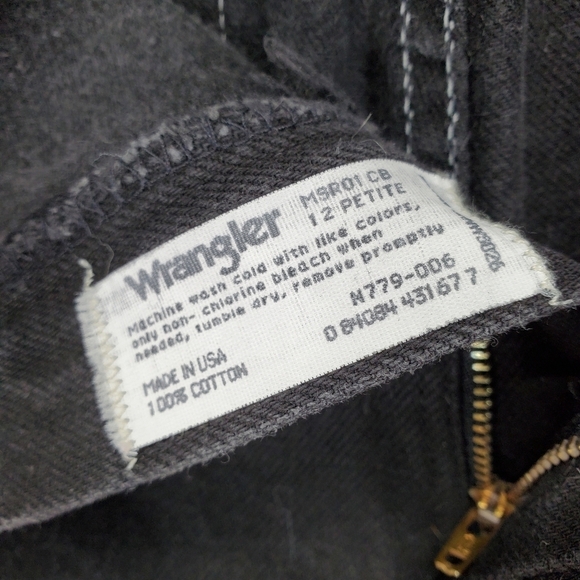 Wrangler
MSR01CB
12 PETITE
Machine wash cold with like colors,
only non-chlorine bleach when
needed, tumble dry, remove promptly
N779-006
0 84084 43167 7
MADE IN USA
100% COTTON